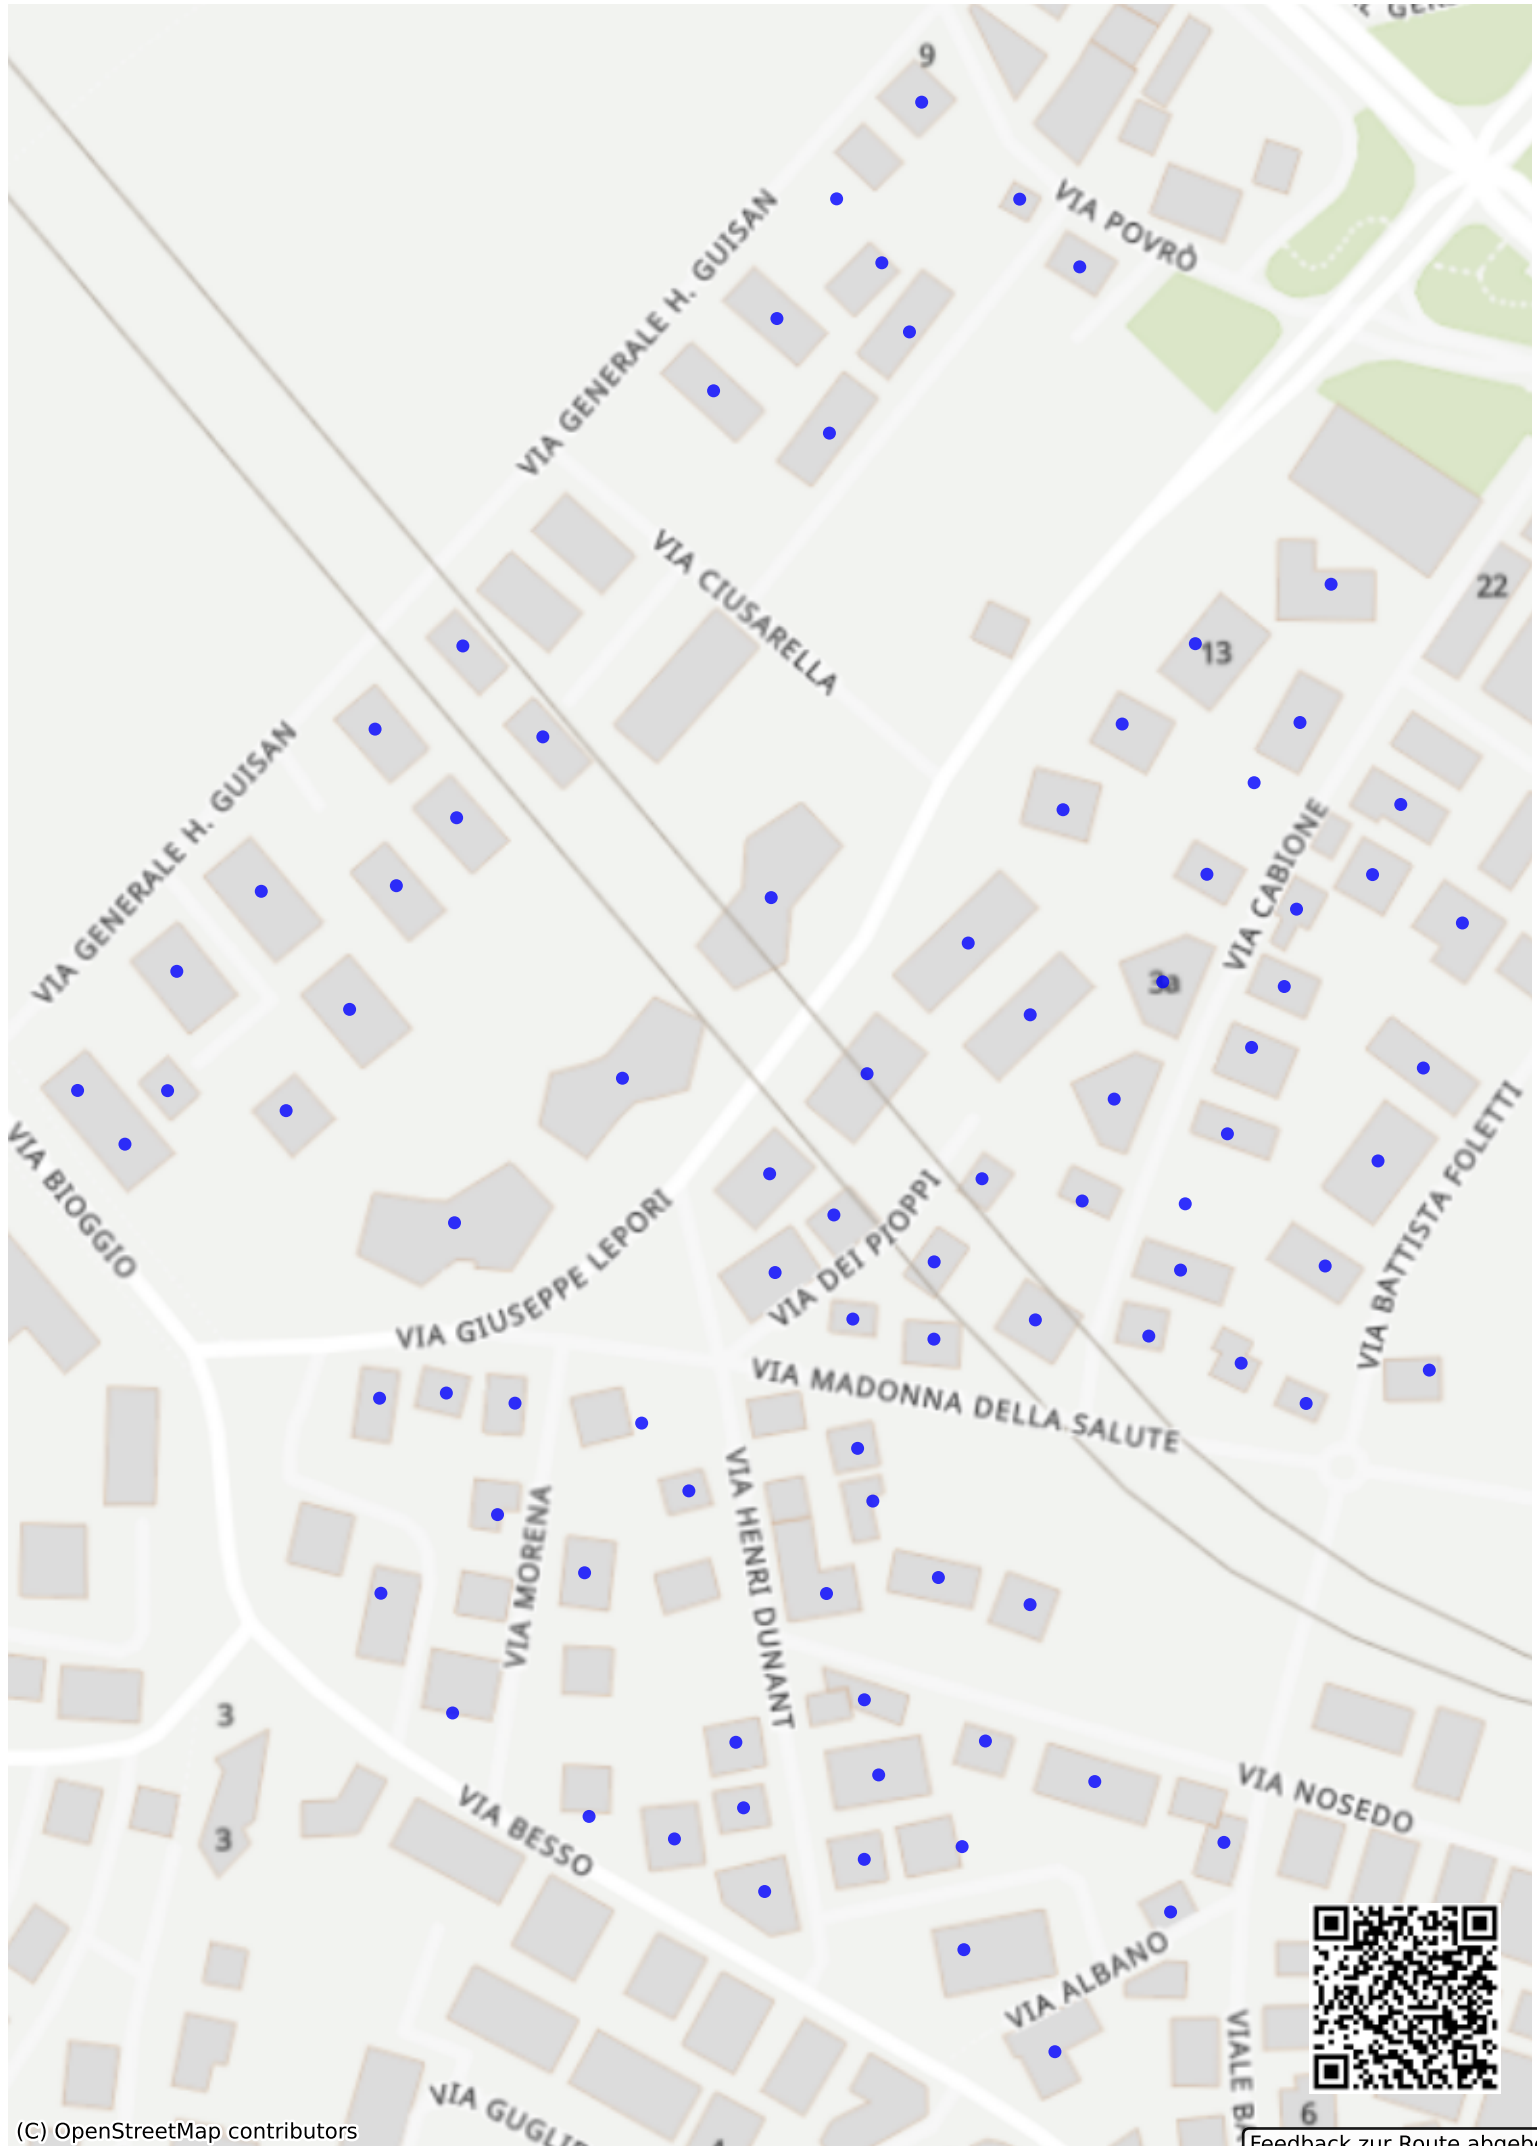 9
VIA POVRÒ
VIA GENERALE H. GUISAN
VIA CIUSARELLA
22
13
VIA GENERALE H. GUISAN
VIA CABIONE
3a
VIA BIOGGIO
VIA GIUSEPPE LEPORI
VIA DEI PIOPPI
VIA BATTISTA FOLETTI
VIA MADONNA DELLA SALUTE
VIA HENRI DUNANT
VIA MORENA
3
VIA NOSEDO
VIA BESSO
3
VIA ALBANO
VIALE
VIA
6
(C) OpenStreetMap contributors
Feedback zur Route